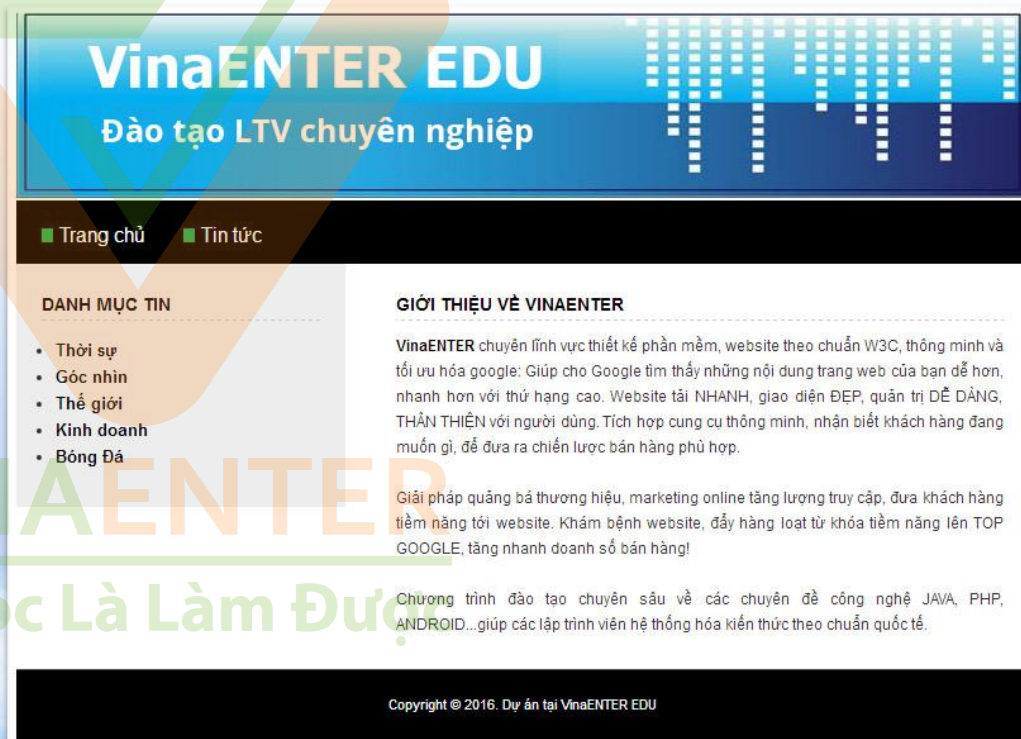 VinaENTER EDU
Đào tạo LTV chuyên nghiệp
Trang chủ
Tin tức
DANH MỤC TIN
Thời sự
Góc nhìn
Thế giới
Kinh doanh
Bóng Đá
GIỚI THIỆU VỀ VINAENTER
VinaENTER chuyên lĩnh vực thiết kế phần mềm, website theo chuẩn W3C, thông minh và
tối ưu hóa google: Giúp cho Google tìm thấy những nội dung trang web của bạn dễ hơn,
nhanh hơn với thứ hạng cao. Website tải NHANH, giao diện ĐẸP, quản trị DỄ DÀNG,
THÂN THIỆN với người dùng. Tích hợp cung cụ thông minh, nhận biết khách hàng đang
muốn gì, để đưa ra chiến lược bán hàng phù hợp.
Giải pháp quảng bá thương hiệu, marketing online tăng lượng truy cập, đưa khách hàng
tiềm năng tới website. Khám bệnh website, đẩy hàng loạt từ khóa tiềm năng lên TOP
GOOGLE, tăng nhanh doanh số bán hàng!
Chương trình đào tạo chuyên sâu về các chuyên đề công nghệ JAVA, PHP,
ANDROID...giúp các lập trình viên hệ thống hóa kiến thức theo chuẩn quốc tế.
Copyright © 2016. Dự án tại VinaENTER EDU
AENTER
ọc Là Làm Được